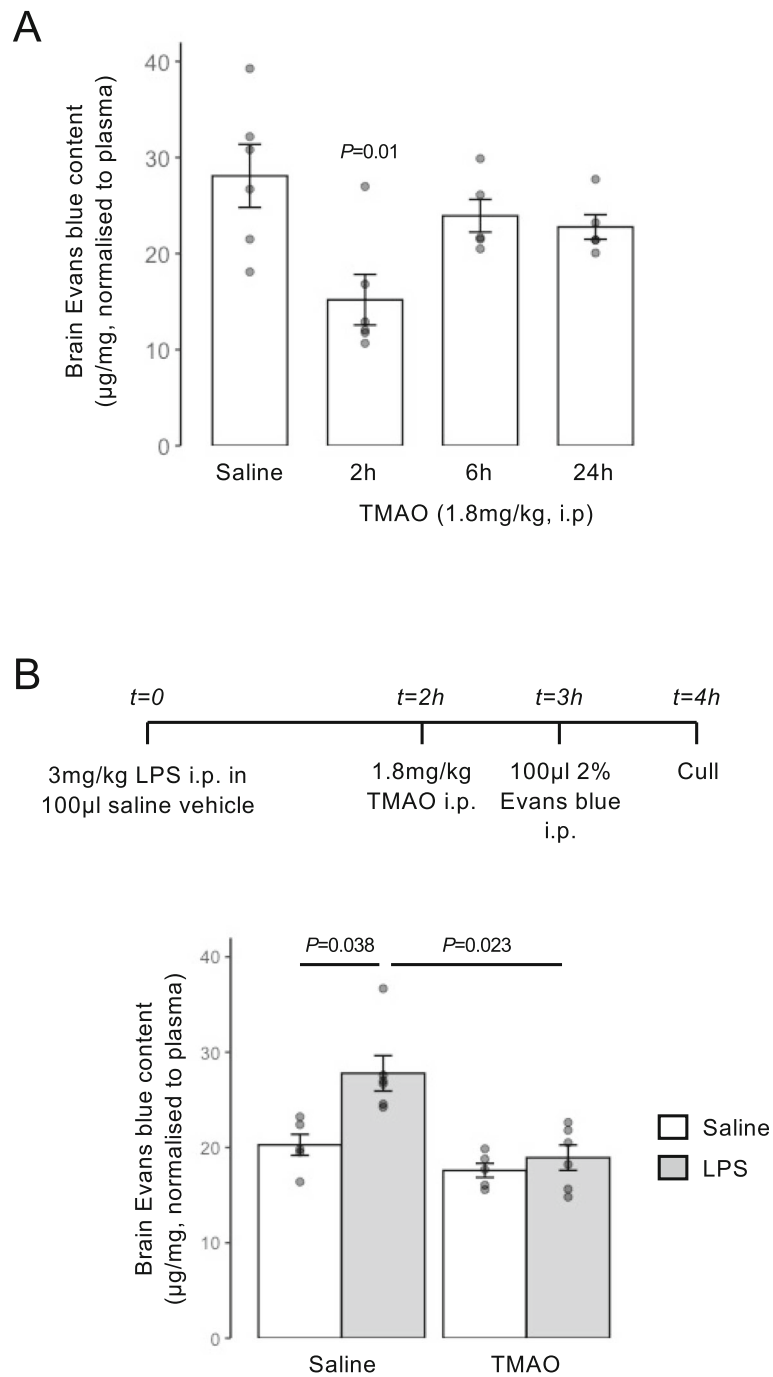 A
Brain Evans blue content
(µg/mg, normalised to plasma)
40
30
20
10
0
P=0.01
Saline
2h
6h
24h
TMAO (1.8mg/kg, i.p)
B
t=0
t=2h
t=3h
t=4h
3mg/kg LPS i.p. in
100µl saline vehicle
1.8mg/kg
TMAO i.p.
100µl 2%
Evans blue
i.p.
Cull
Brain Evans blue content
(µg/mg, normalised to plasma)
40
30
20
10
0
P=0.038
P=0.023
Saline
LPS
Saline
TMAO